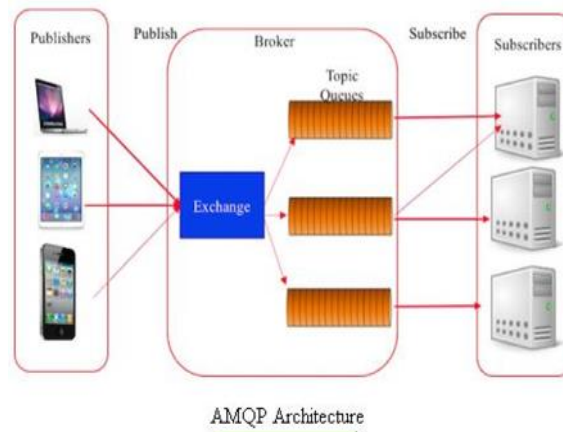 Publishers
Publish
Broker
Subscribe
Subscribers
Topic
Queues
Exchange
AMQP Architecture